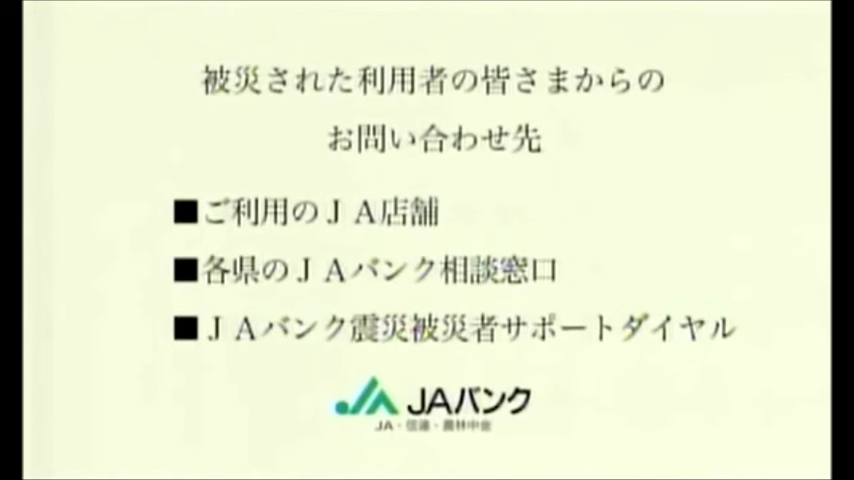 被災された利用者の皆さまからの
お問い合わせ先
■ご利用のＪＡ店舗
■各県のＪＡバンク相談窓口
■ＪＡバンク震災被災者サポートダイヤル
JAバンク
JA・信連・農林中金